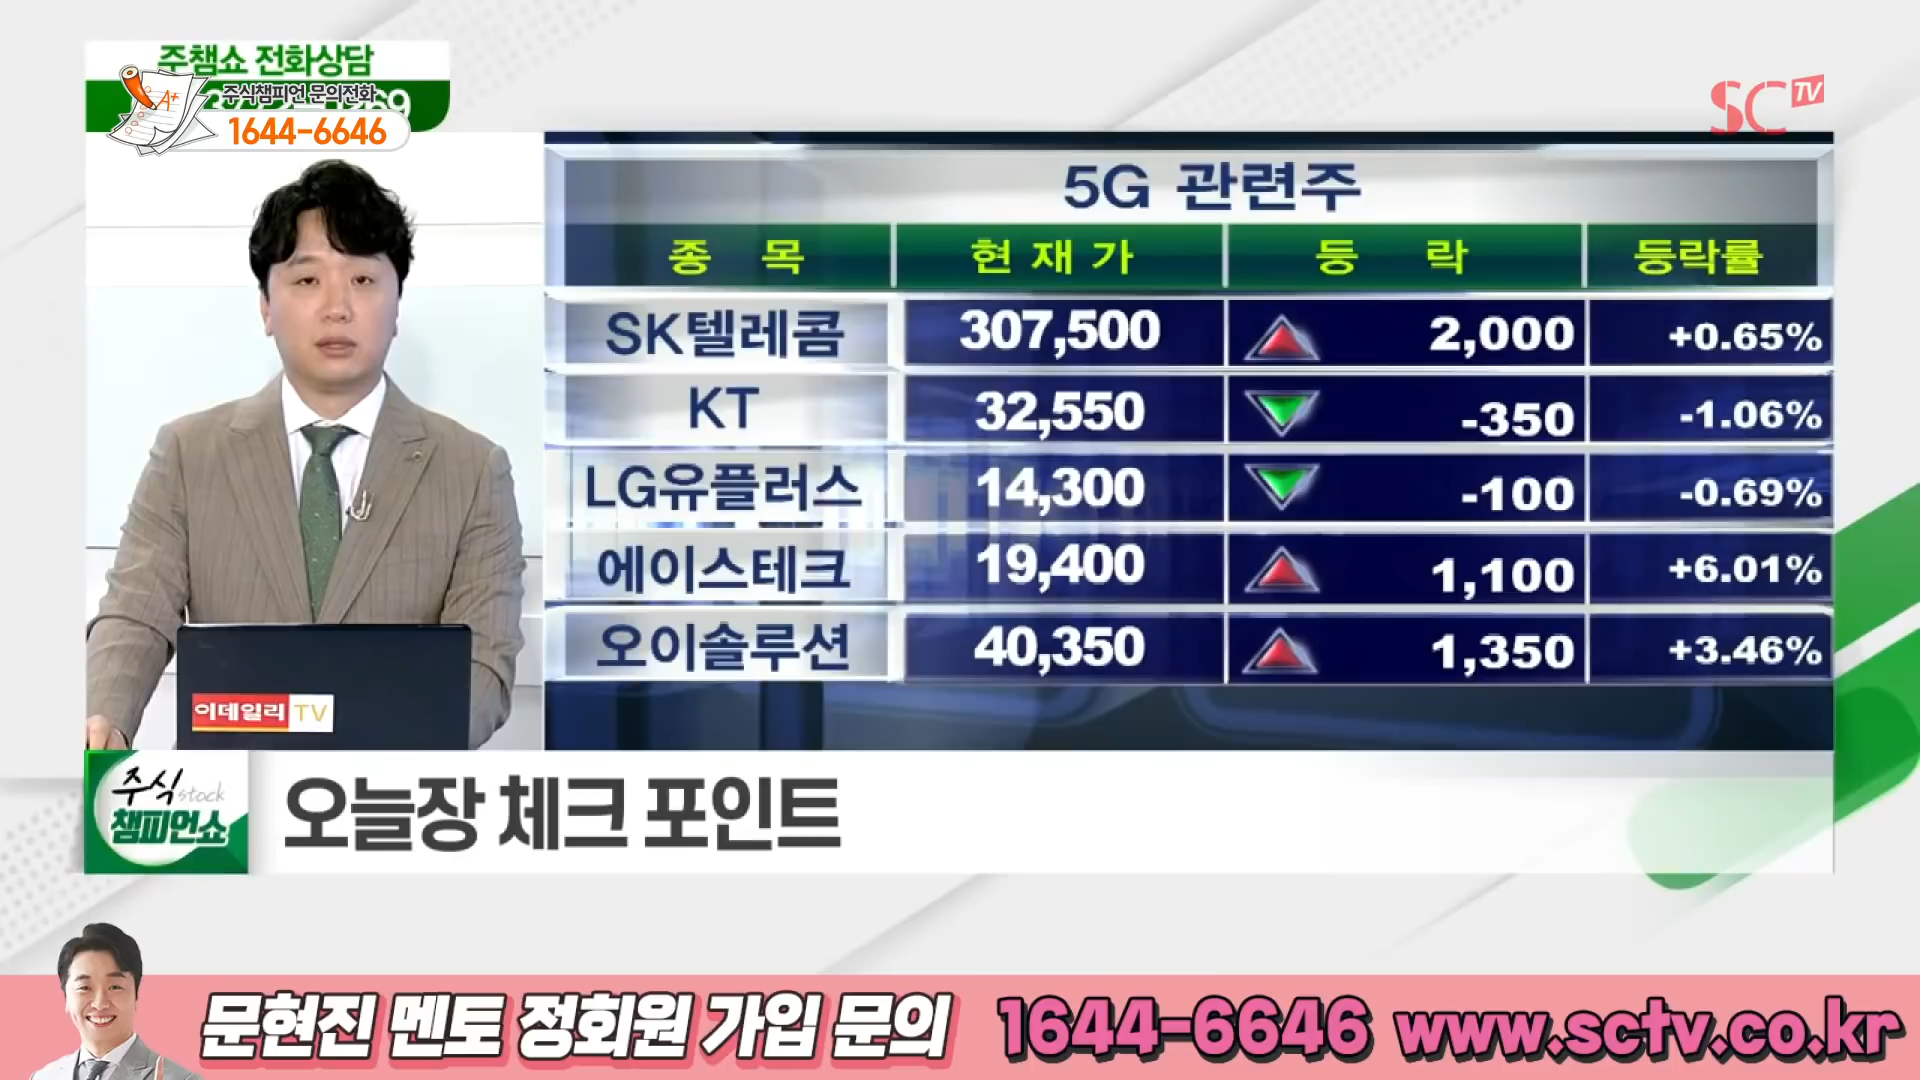 주챔쇼 전화상담
주식챔피언 문의전화
1644-6646
A+
SC TV
5G 관련주
종 목 현 재 가 등 락 등락률
SK텔레콤 307,500 2,000 +0.65%
KT 32,550 -350 -1.06%
LG유플러스 14,300 -100 -0.69%
에이스테크 19,400 1,100 +6.01%
오이솔루션 40,350 1,350 +3.46%
이데일리 TV
주식 stock
챔피언쇼
오늘장 체크 포인트
문현진 멘토 정회원 가입 문의 1644-6646 www.sctv.co.kr